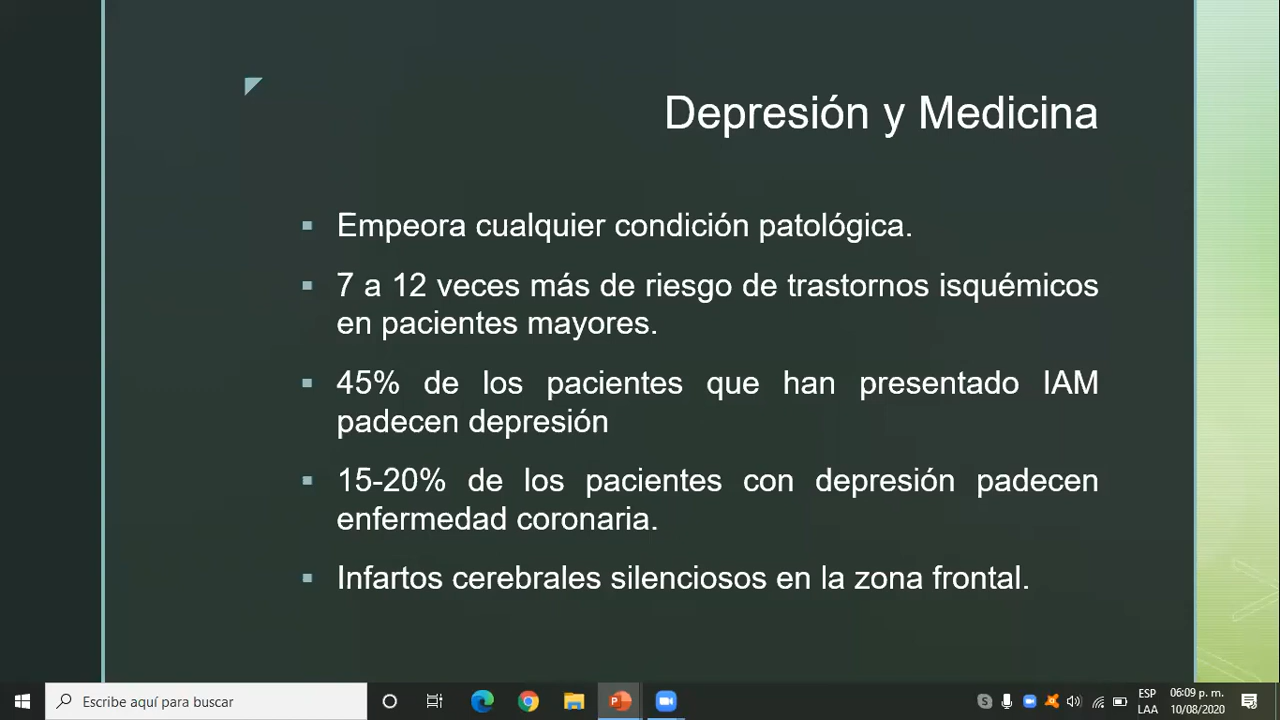 Depresión y Medicina
▪ Empeora cualquier condición patológica.
▪ 7 a 12 veces más de riesgo de trastornos isquémicos
en pacientes mayores.
▪ 45% de los pacientes que han presentado IAM
padecen depresión
▪ 15-20% de los pacientes con depresión padecen
enfermedad coronaria.
▪ Infartos cerebrales silenciosos en la zona frontal.
Escribe aquí para buscar
ESP
LAA
06:09 p. m.
10/08/2020